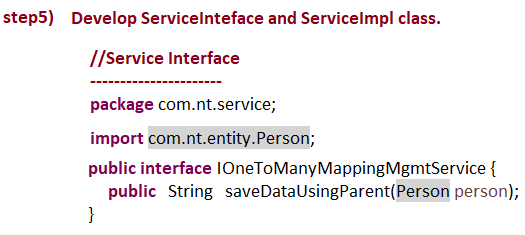 step5) Develop ServiceInteface and ServiceImpl class.
//Service Interface
----------------------
package com.nt.service;
import com.nt.entity.Person;
public interface IOneToManyMappingMgmtService {
public String saveDataUsingParent(Person person);
}